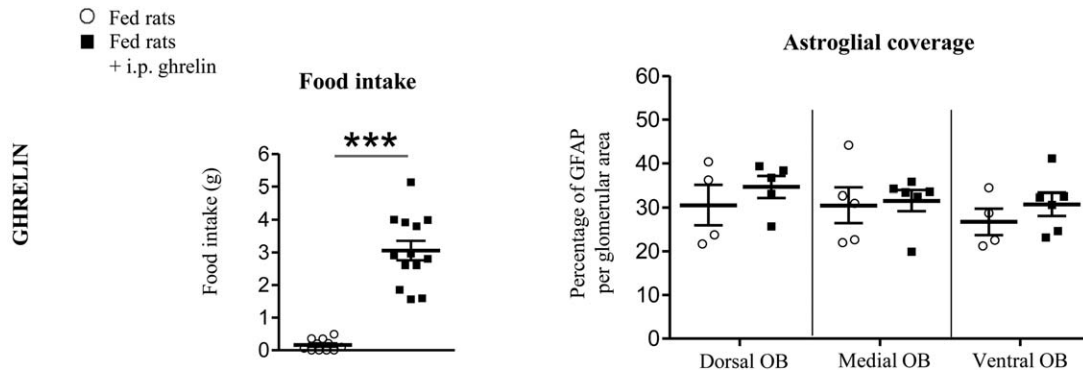 Fed rats
Fed rats
+ i.p. ghrelin
GHRELIN
Food intake
***
Food intake (g)
6
5
4
3
2
1
0
Astroglial coverage
Percentage of GFAP
per glomerular area
60
50
40
30
20
10
0
Dorsal OB
Medial OB
Ventral OB